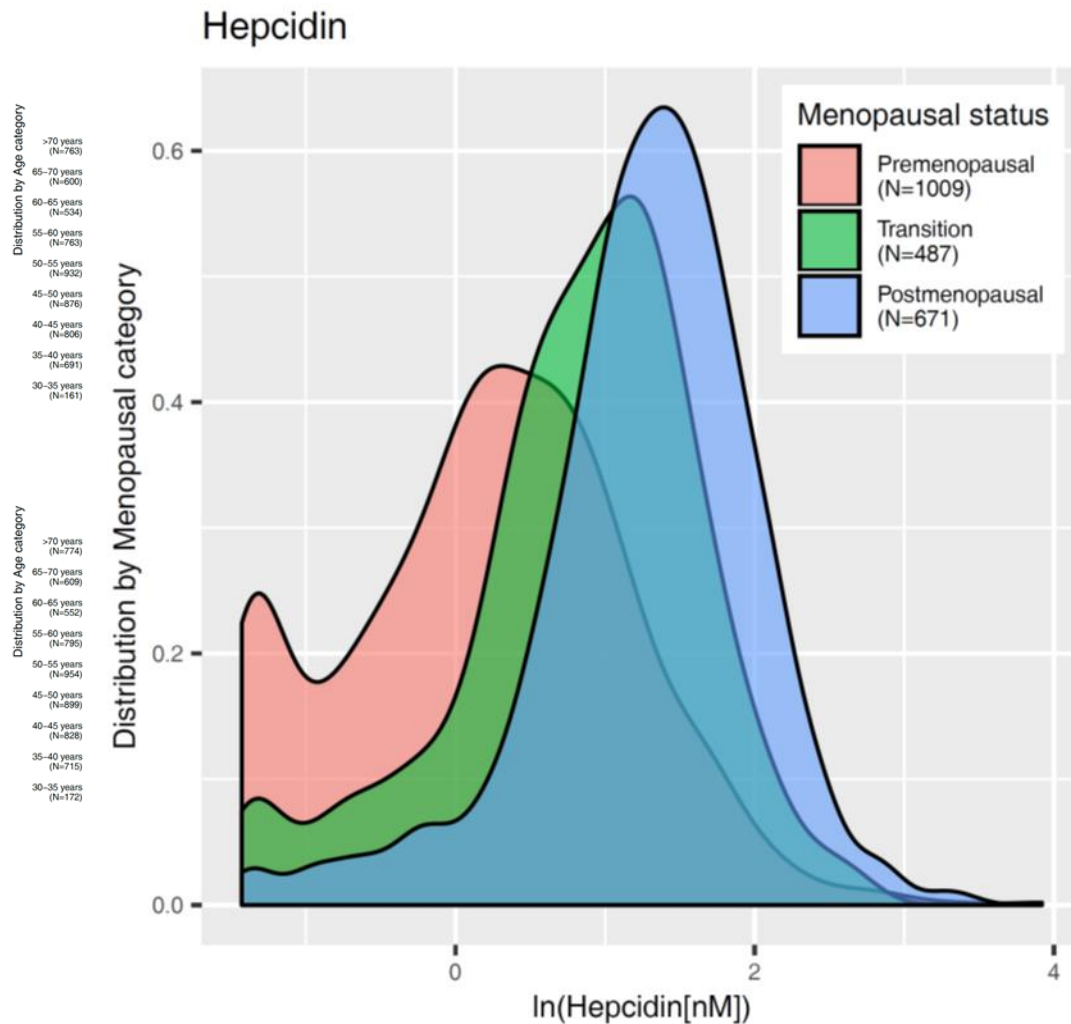 Hepcidin
Distribution by Age category
>70 years
(N=763)
65–70 years
(N=600)
60–65 years
(N=534)
55–60 years
(N=763)
50–55 years
(N=932)
45–50 years
(N=876)
40–45 years
(N=806)
35–40 years
(N=691)
30–35 years
(N=161)
Distribution by Age category
>70 years
(N=774)
65–70 years
(N=609)
60–65 years
(N=552)
55–60 years
(N=795)
50–55 years
(N=954)
45–50 years
(N=899)
40–45 years
(N=828)
35–40 years
(N=715)
30–35 years
(N=172)
Distribution by Menopausal category
0.6
0.4
0.2
0.0
Menopausal status
Premenopausal
(N=1009)
Transition
(N=487)
Postmenopausal
(N=671)
0
2
4
ln(Hepcidin[nM])